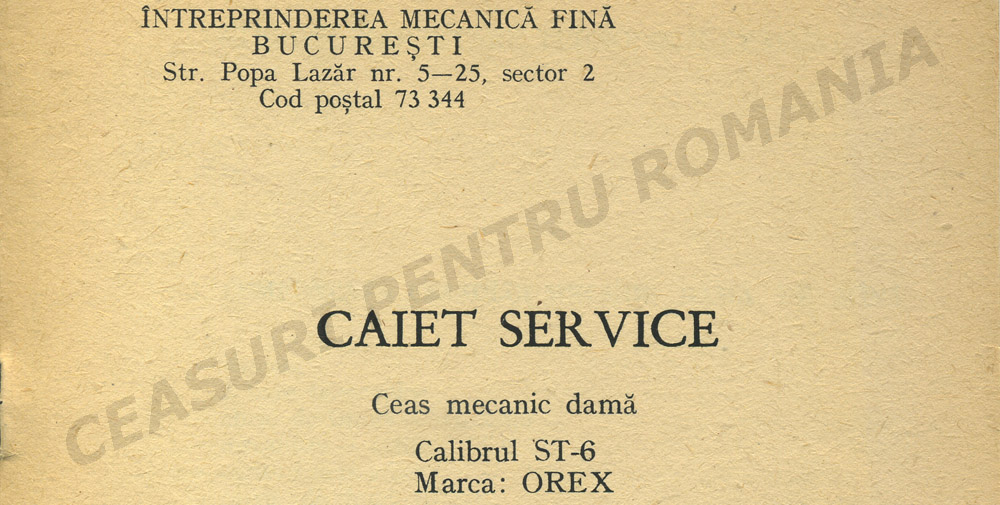 ÎNTREPRINDEREA MECANICĂ FINĂ
BUCUREȘTI
Str. Popa Lazăr nr. 5—25, sector 2
Cod poștal 73 344
CEASURI PENTRU ROMANIA
CAIET SERVICE
Ceas mecanic damă
Calibrul ST-6
Marca: OREX